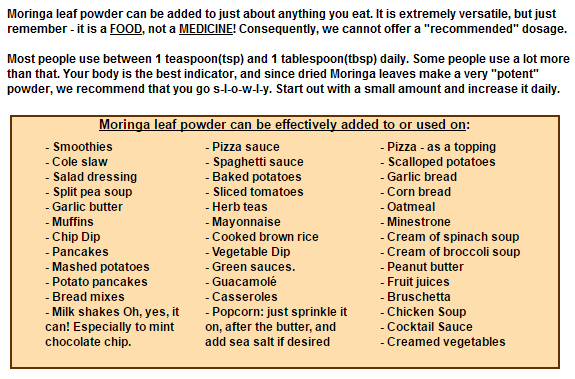 Moringa leaf powder can be added to just about anything you eat. It is extremely versatile, but just
remember - it is a FOOD, not a MEDICINE! Consequently, we cannot offer a "recommended" dosage.
Most people use between 1 teaspoon(tsp) and 1 tablespoon(tbsp) daily. Some people use a lot more
than that. Your body is the best indicator, and since dried Moringa leaves make a very "potent"
powder, we recommend that you go s-l-o-w-l-y. Start out with a small amount and increase it daily.
Moringa leaf powder can be effectively added to or used on:
- Smoothies
- Cole slaw
- Salad dressing
- Split pea soup
- Garlic butter
- Muffins
- Chip Dip
- Pancakes
- Mashed potatoes
- Potato pancakes
- Bread mixes
- Milk shakes Oh, yes, it
can! Especially to mint
chocolate chip.
- Pizza sauce
- Spaghetti sauce
- Baked potatoes
- Sliced tomatoes
- Herb teas
- Mayonnaise
- Cooked brown rice
- Vegetable Dip
- Green sauces.
- Guacamolé
- Casseroles
- Popcorn: just sprinkle it
on, after the butter, and
add sea salt if desired
- Pizza - as a topping
- Scalloped potatoes
- Garlic bread
- Corn bread
- Oatmeal
- Minestrone
- Cream of spinach soup
- Cream of broccoli soup
- Peanut butter
- Fruit juices
- Bruschetta
- Chicken Soup
- Cocktail Sauce
- Creamed vegetables